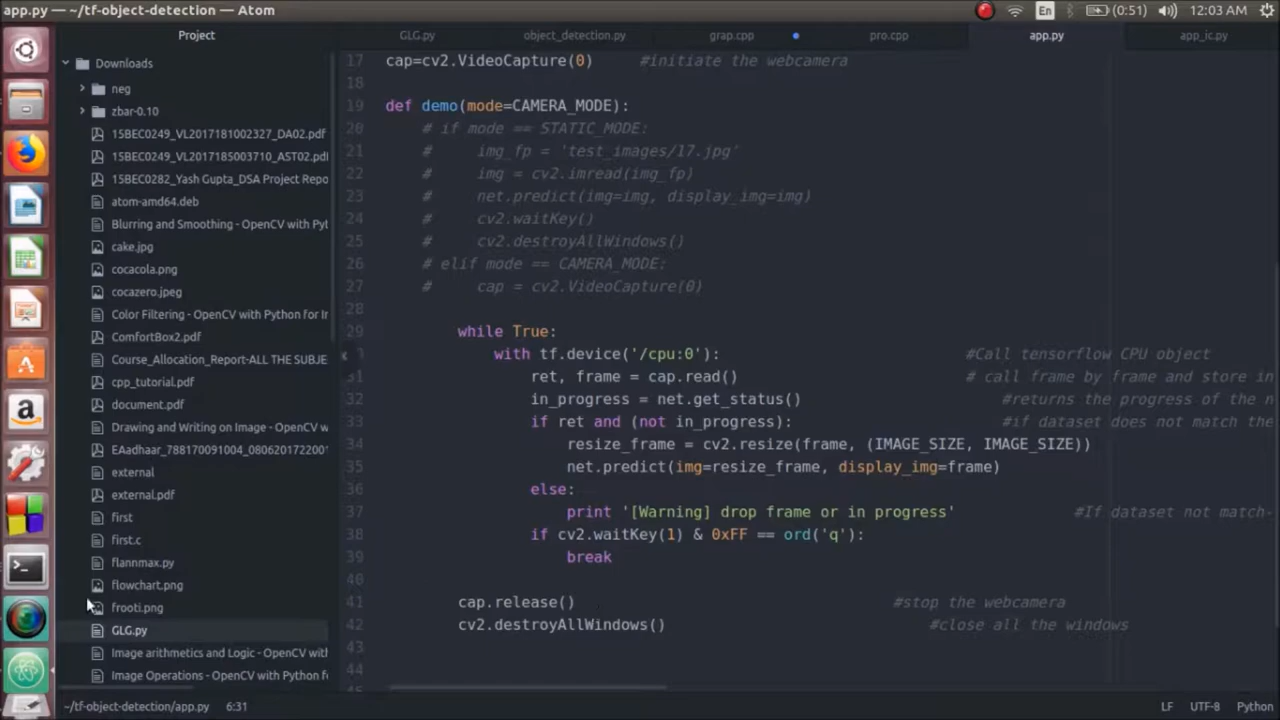 app.py — ~/tf-object-detection — Atom
En
(0:51)
12:03 AM
Project
GLG.py
object_detection.py
grap.cpp
pro.cpp
app.py
app_ic.py
Downloads
neg
zbar-0.10
15BEC0249_VL2017181002327_DA02.pdf
15BEC0249_VL2017185003710_AST02.pdf
15BEC0282_Yash Gupta_DSA Project Repo
atom-amd64.deb
Blurring and Smoothing - OpenCV with Pyt
cake.jpg
cocacola.png
cocazero.jpeg
Color Filtering - OpenCV with Python for Ir
ComfortBox2.pdf
Course_Allocation_Report-ALL THE SUBJE
cpp_tutorial.pdf
document.pdf
Drawing and Writing on Image - OpenCV w
EAadhaar_788170091004_0806201722001
external
external.pdf
first
first.c
flannmax.py
flowchart.png
frooti.png
GLG.py
Image arithmetics and Logic - OpenCV with
Image Operations - OpenCV with Python for
17 cap=cv2.VideoCapture(0) #initiate the webcamera
18
19 def demo(mode=CAMERA_MODE):
20 # if mode == STATIC_MODE:
21 # img_fp = 'test_images/17.jpg'
22 # img = cv2.imread(img_fp)
23 # net.predict(img=img, display_img=img)
24 # cv2.waitKey()
25 # cv2.destroyAllWindows()
26 # elif mode == CAMERA_MODE:
27 # cap = cv2.VideoCapture(0)
28
29 while True:
with tf.device('/cpu:0'): #Call tensorflow CPU object
31 ret, frame = cap.read() # call frame by frame and store in
32 in_progress = net.get_status() #returns the progress of the n
33 if ret and (not in_progress): #if dataset does not match the
34 resize_frame = cv2.resize(frame, (IMAGE_SIZE, IMAGE_SIZE))
35 net.predict(img=resize_frame, display_img=frame)
36 else:
37 print '[Warning] drop frame or in progress' #If dataset not match-
38 if cv2.waitKey(1) & 0xFF == ord('q'):
39 break
40
41 cap.release() #stop the webcamera
42 cv2.destroyAllWindows() #close all the windows
43
44
~/tf-object-detection/app.py 6:31
LF UTF-8 Python